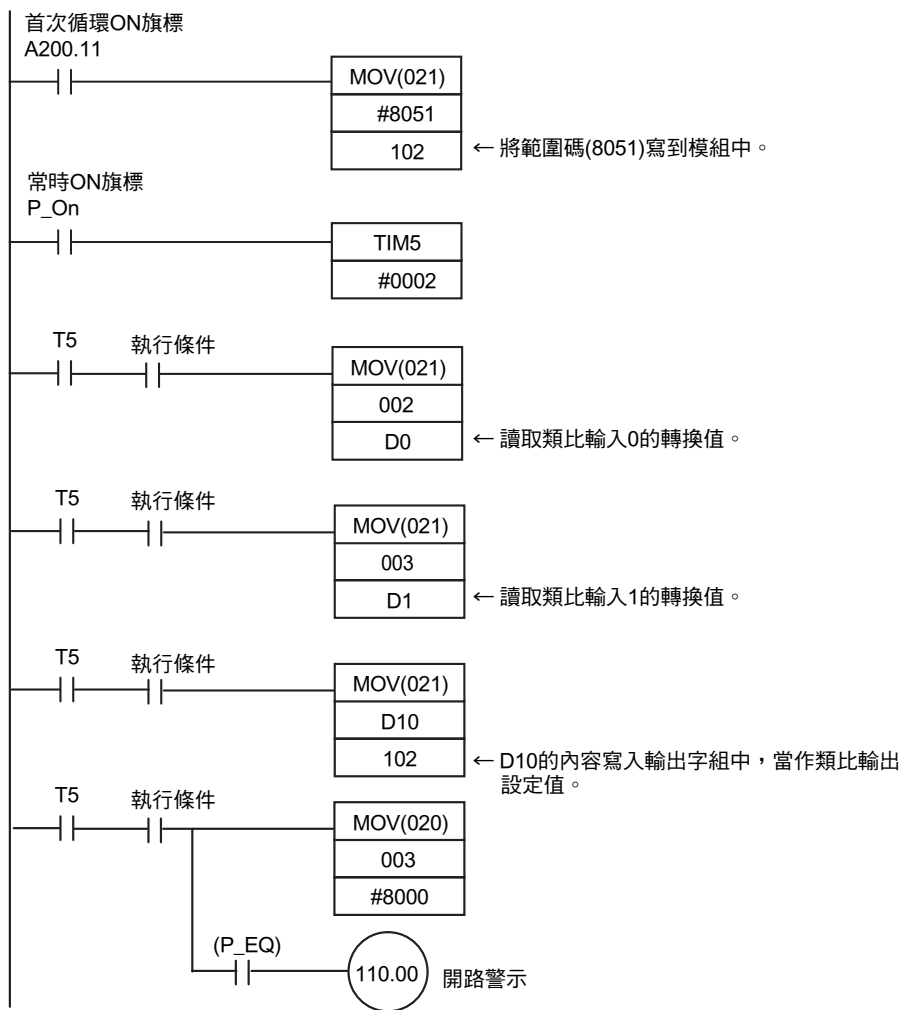 首次循環ON旗標
A200.11
MOV(021)
#8051
102
← 將範圍碼(8051)寫到模組中。
常時ON旗標
P_On
TIM5
#0002
T5
執行條件
MOV(021)
002
D0
← 讀取類比輸入0的轉換值。
T5
執行條件
MOV(021)
003
D1
← 讀取類比輸入1的轉換值。
T5
執行條件
MOV(021)
D10
102
← D10的內容寫入輸出字組中，當作類比輸出
設定值。
T5
執行條件
MOV(020)
003
#8000
(P_EQ)
110.00
開路警示